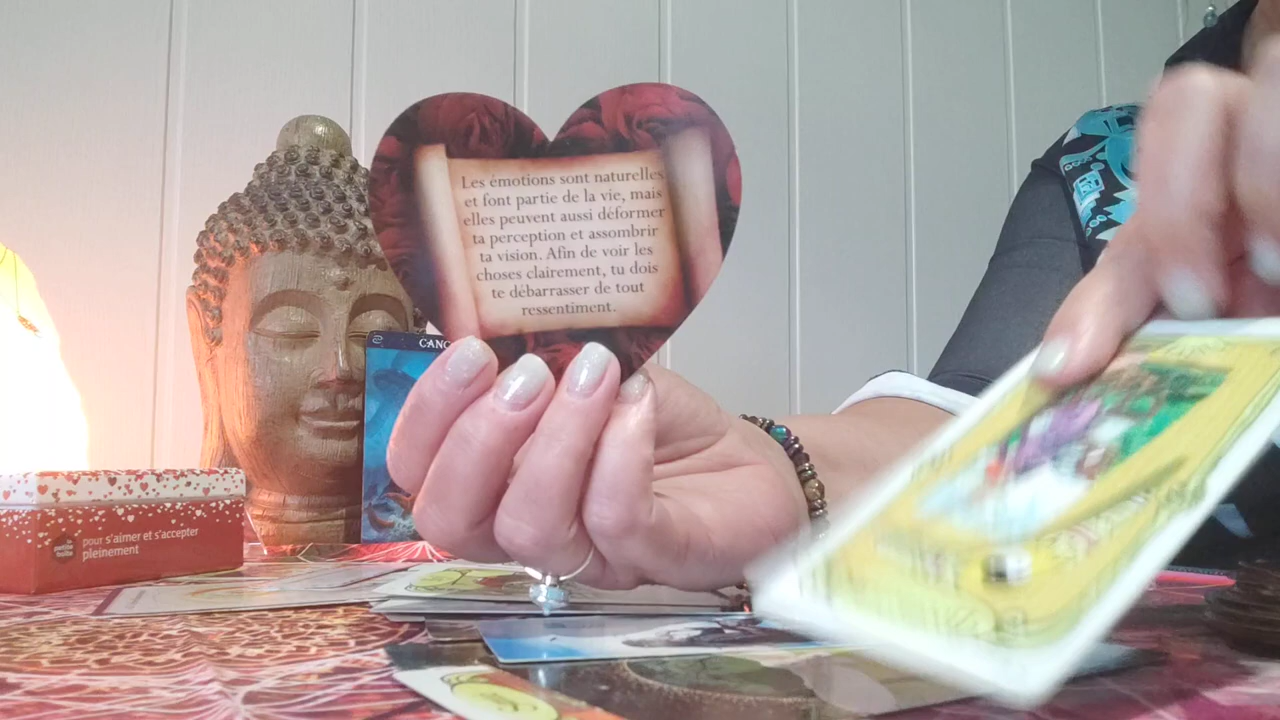 Les émotions sont naturelles
et font partie de la vie, mais
elles peuvent aussi déformer
ta perception et assombrir
ta vision. Afin de voir les
choses clairement, tu dois
te débarrasser de tout
ressentiment.
pour s'aimer et s'accepter
pleinement